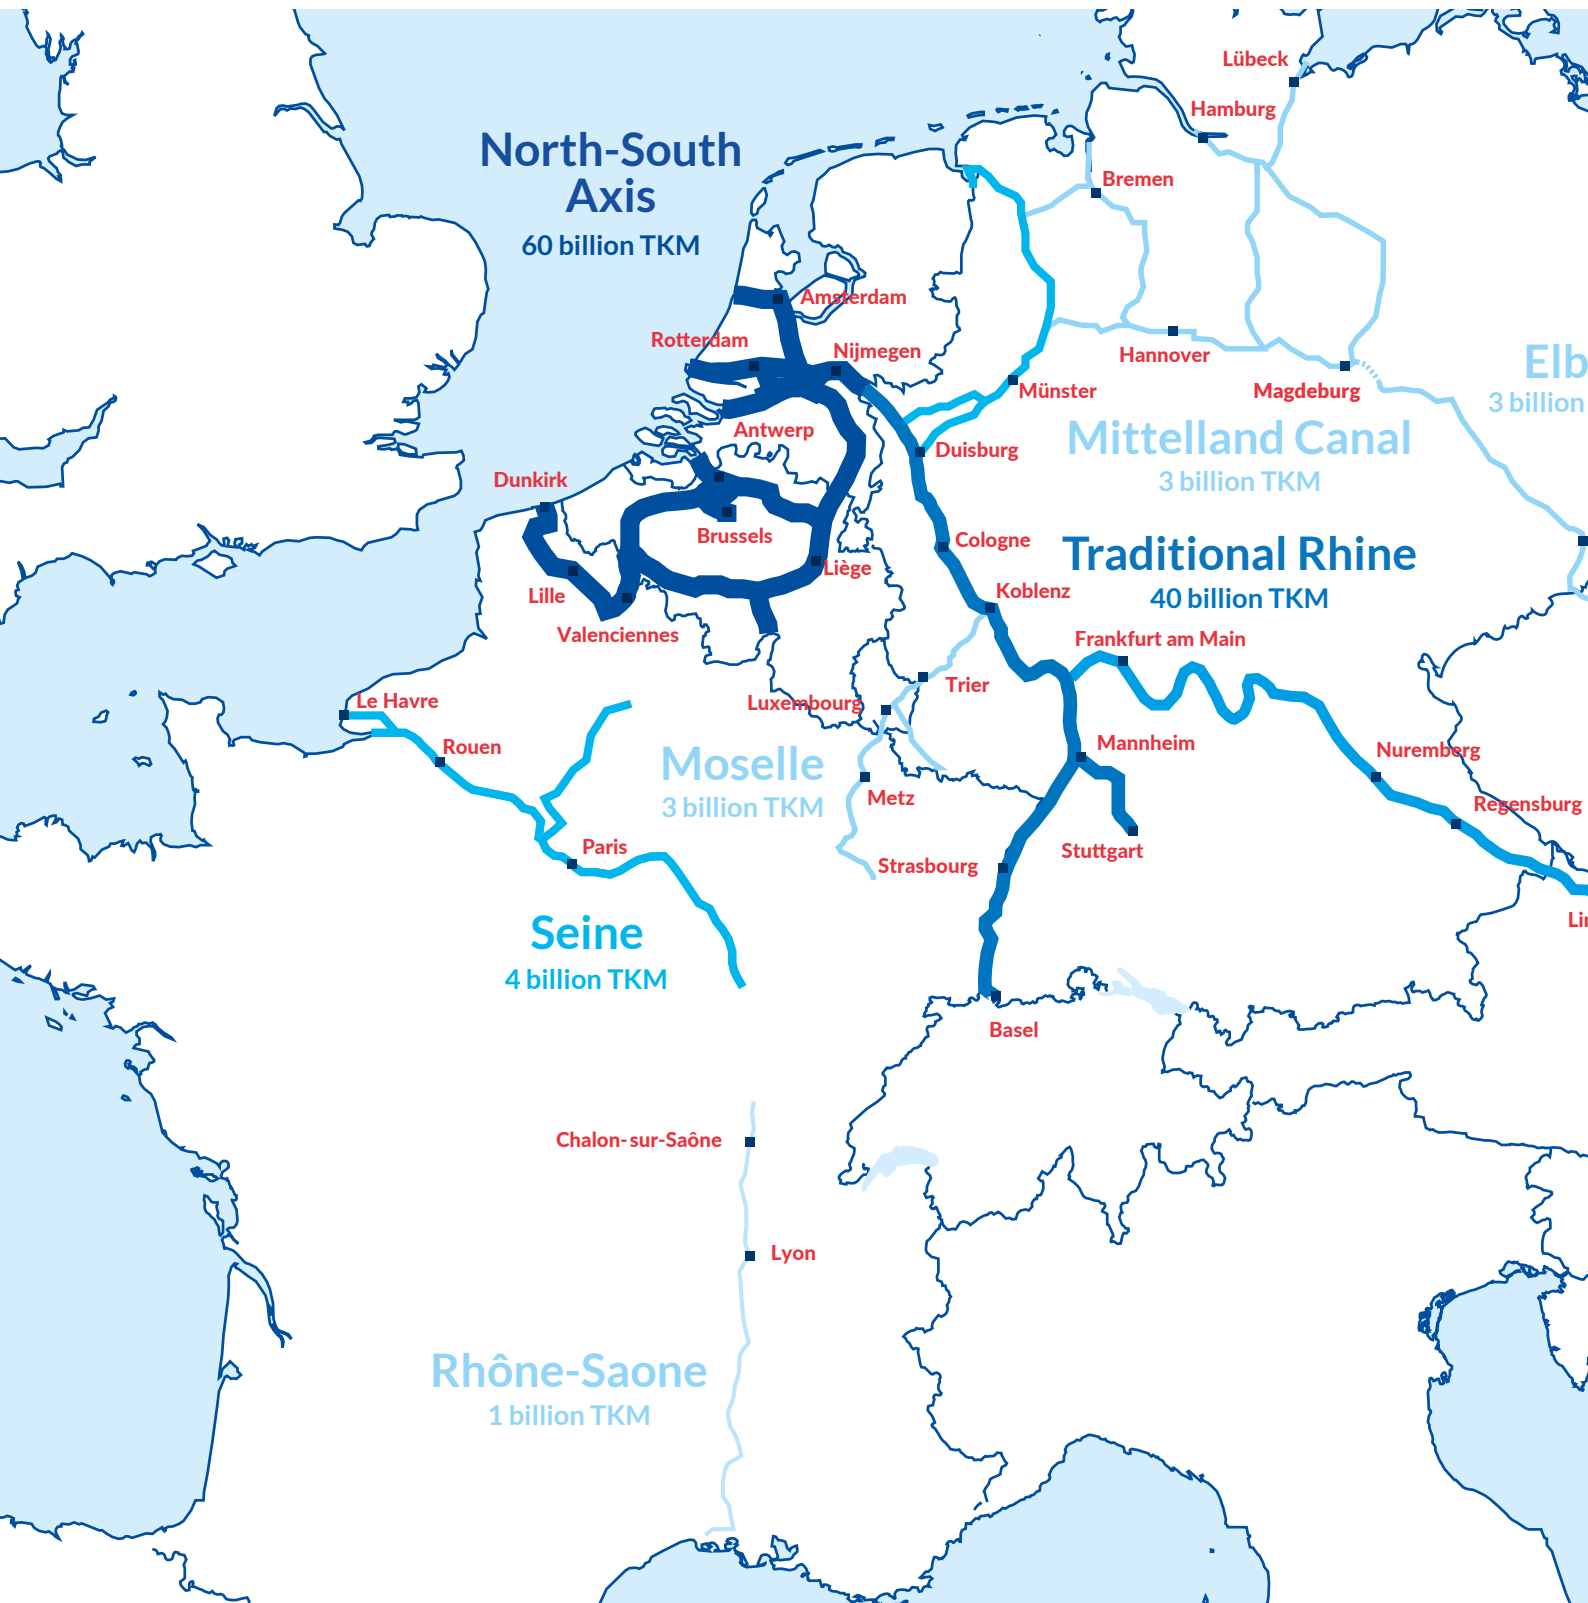 Lübeck
Hamburg
North-South
Axis
60 billion TKM
Bremen
Amsterdam
Rotterdam
Nijmegen
Hannover
Elb
3 billion
Münster
Magdeburg
Antwerp
Mittelland Canal
3 billion TKM
Duisburg
Dunkirk
Brussels
Cologne
Traditional Rhine
40 billion TKM
Liège
Lille
Koblenz
Valenciennes
Frankfurt am Main
Trier
Le Havre
Luxembourg
Rouen
Mannheim
Nuremberg
Moselle
3 billion TKM
Metz
Regensburg
Paris
Stuttgart
Strasbourg
Seine
4 billion TKM
Lin
Basel
Chalon-sur-Saône
Lyon
Rhône-Saone
1 billion TKM